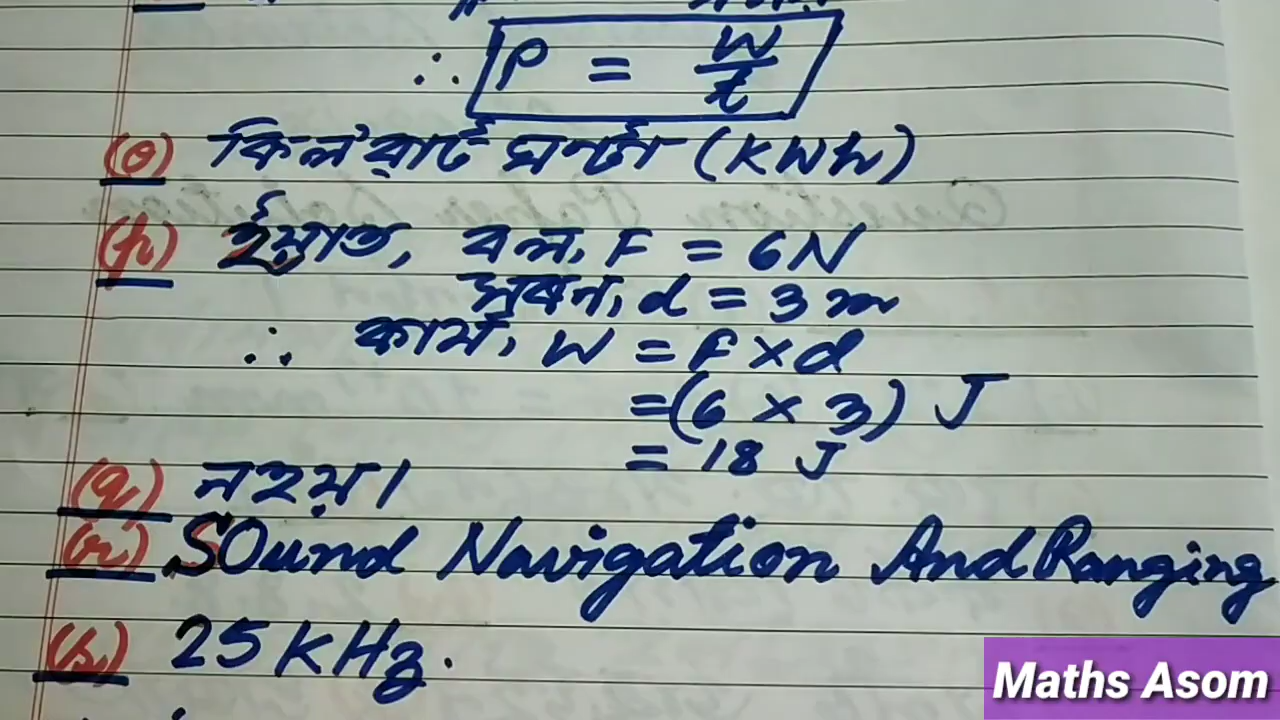 ∴ P = W/t
(o) কিল'ৱাৰ্ট ঘণ্টা (KWh)
(p) ইয়াত, বল, F = 6N
সৰণ, d = 3 m
∴ কাৰ্য, W = F × d
= (6 × 3) J
= 18 J
(q) নহয়।
(r) SOund Navigation And Ranging
(s) 25 KHz.
Maths Asom